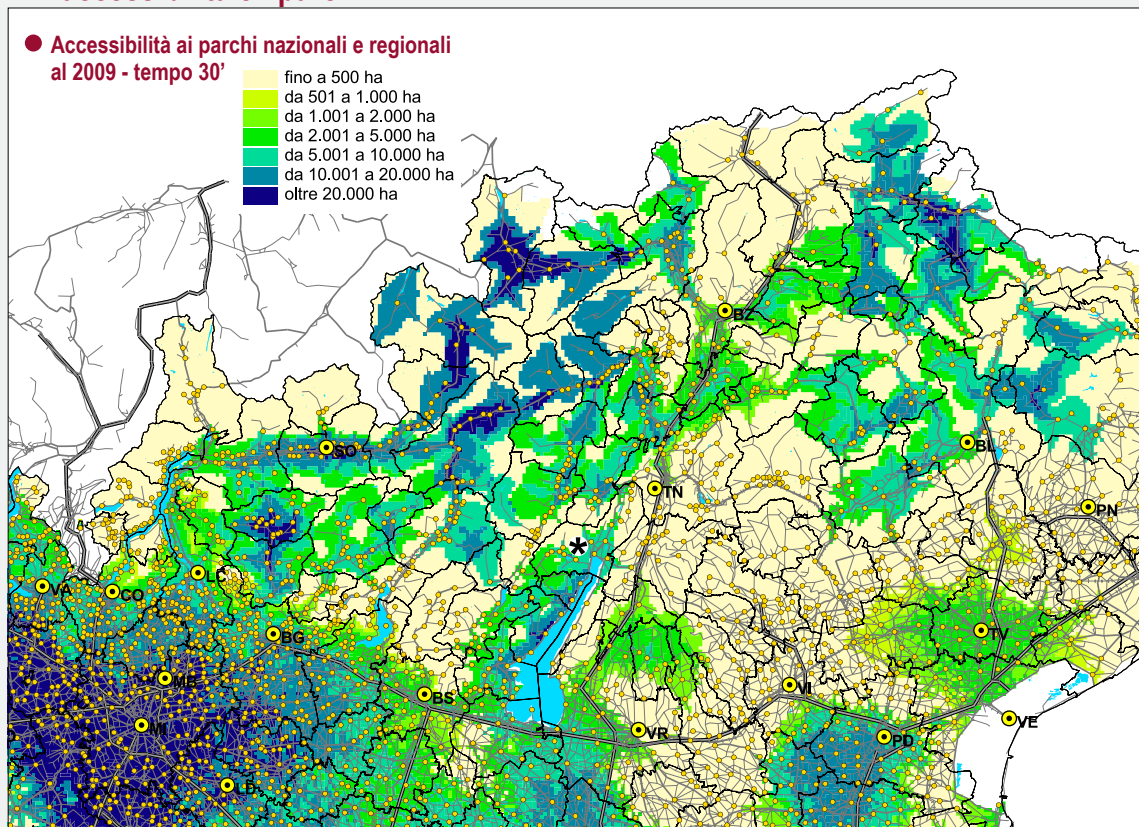 ● Accessibilità ai parchi nazionali e regionali
al 2009 - tempo 30'
fino a 500 ha
da 501 a 1.000 ha
da 1.001 a 2.000 ha
da 2.001 a 5.000 ha
da 5.001 a 10.000 ha
da 10.001 a 20.000 ha
oltre 20.000 ha
BZ
SO
BL
TN
PN
*
LC
VA
CO
BG
TV
MB
VI
BS
VE
MI
VR
PD